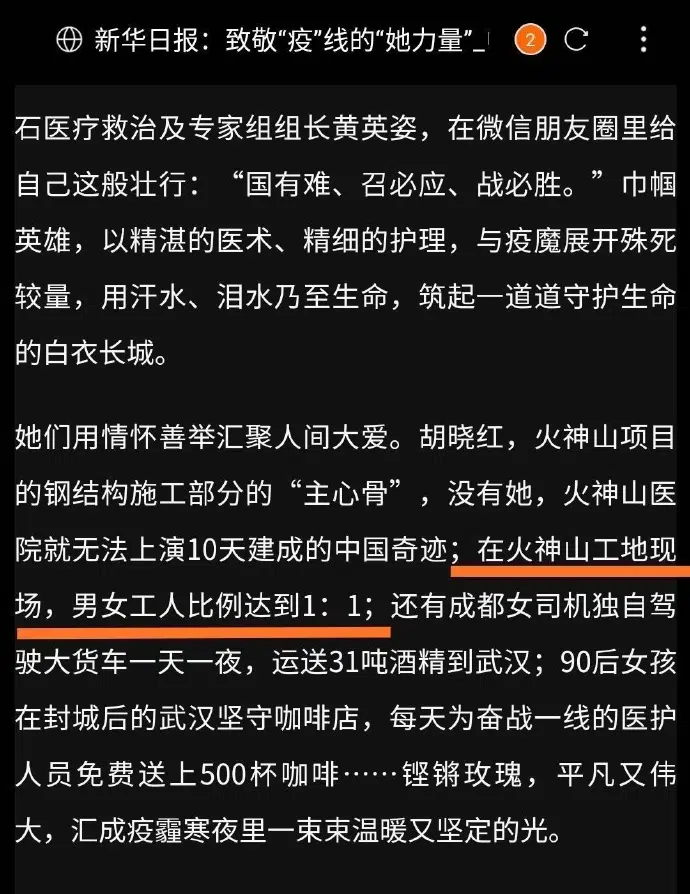 新华日报：致敬“疫”线的“她力量”_
2
石医疗救治及专家组组长黄英姿，在微信朋友圈里给
自己这般壮行：“国有难、召必应、战必胜。”巾帼
英雄，以精湛的医术、精细的护理，与疫魔展开殊死
较量，用汗水、泪水乃至生命，筑起一道道守护生命
的白衣长城。
她们用情怀善举汇聚人间大爱。胡晓红，火神山项目
的钢结构施工部分的“主心骨”，没有她，火神山医
院就无法上演10天建成的中国奇迹；在火神山工地现
场，男女工人比例达到1：1；还有成都女司机独自驾
驶大货车一天一夜，运送31吨酒精到武汉；90后女孩
在封城后的武汉坚守咖啡店，每天为奋战一线的医护
人员免费送上500杯咖啡……铿锵玫瑰，平凡又伟
大，汇成疫霾寒夜里一束束温暖又坚定的光。